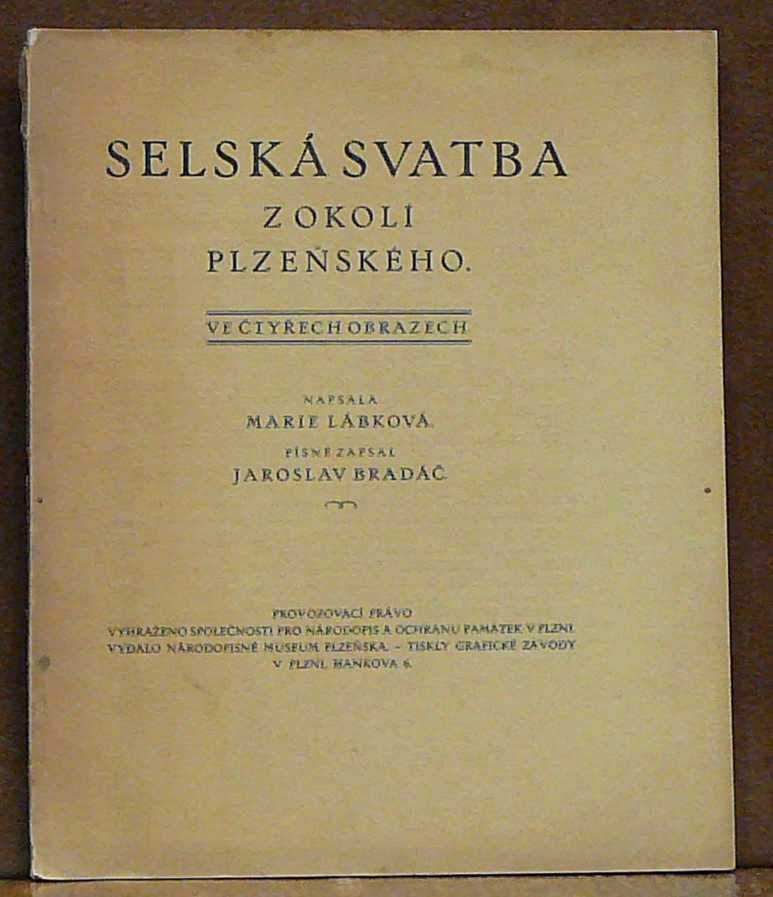 SELSKÁ SVATBA
Z OKOLÍ
PLZEŇSKÉHO.
VE ČTYŘECH OBRAZECH
NAPSALA
MARIE LÁBKOVÁ.
PÍSNĚ ZAPSAL
JAROSLAV BRADÁČ.
PROVOZOVACÍ PRÁVO
VYHRAŽENO SPOLEČNOSTI PRO NÁRODOPIS A OCHRANU PAMÁTEK V PLZNI.
VYDALO NÁRODOPISNÉ MUSEUM PLZEŇSKA. – TISKLY GRAFICKÉ ZÁVODY
V PLZNI, HANKOVA 6.